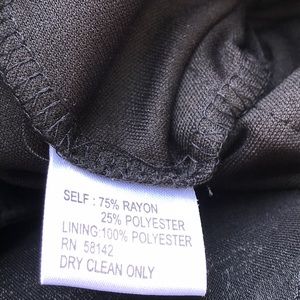 SELF : 75% RAYON
25% POLYESTER
LINING:100% POLYESTER
RN 58142
DRY CLEAN ONLY